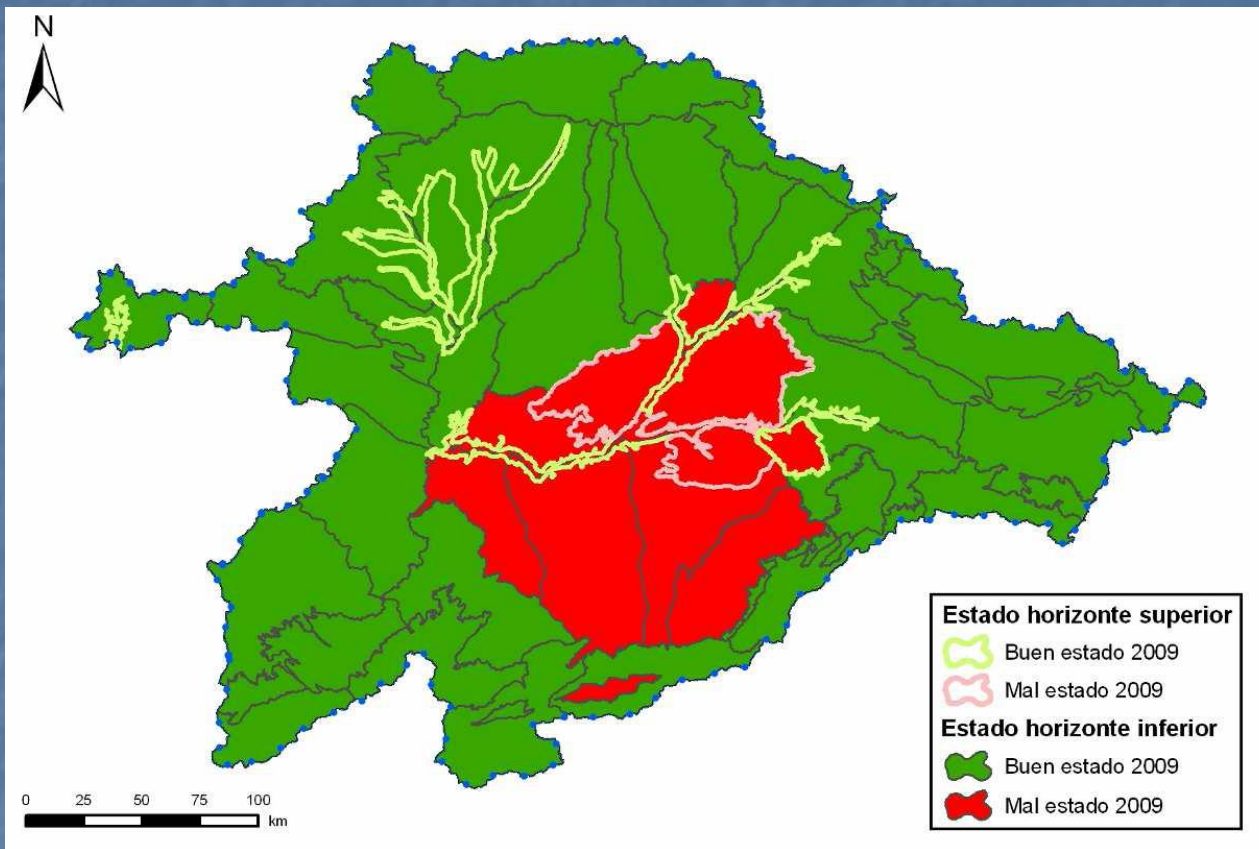 N
Estado horizonte superior
Buen estado 2009
Mal estado 2009
Estado horizonte inferior
Buen estado 2009
Mal estado 2009
0 25 50 75 100
km